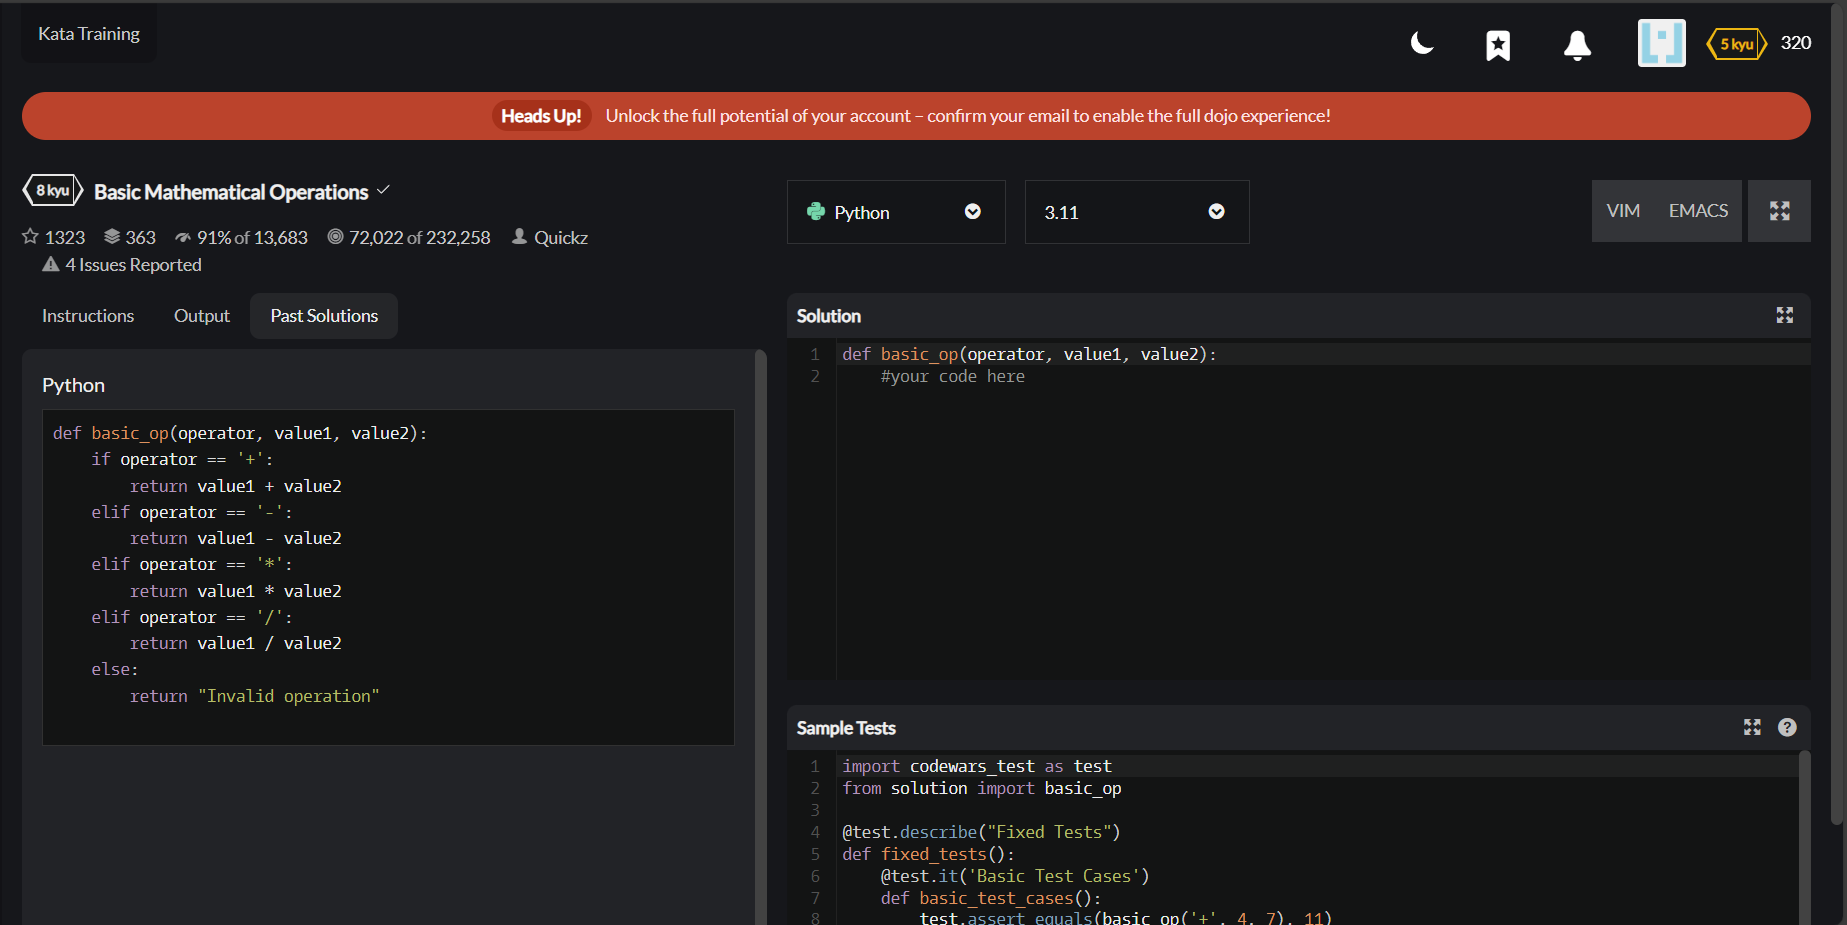 Kata Training
5 kyu 320
Heads Up! Unlock the full potential of your account – confirm your email to enable the full dojo experience!
8 kyu Basic Mathematical Operations
1323 363 91% of 13,683 72,022 of 232,258 Quickz
4 Issues Reported
Python 3.11 VIM EMACS
Instructions Output Past Solutions
Python
def basic_op(operator, value1, value2):
    if operator == '+':
        return value1 + value2
    elif operator == '-':
        return value1 - value2
    elif operator == '*':
        return value1 * value2
    elif operator == '/':
        return value1 / value2
    else:
        return "Invalid operation"
Solution
1 def basic_op(operator, value1, value2):
2     #your code here
Sample Tests
1 import codewars_test as test
2 from solution import basic_op
3
4 @test.describe("Fixed Tests")
5 def fixed_tests():
6     @test.it('Basic Test Cases')
7     def basic_test_cases():
8         test.assert_equals(basic_op('+', 4, 7), 11)